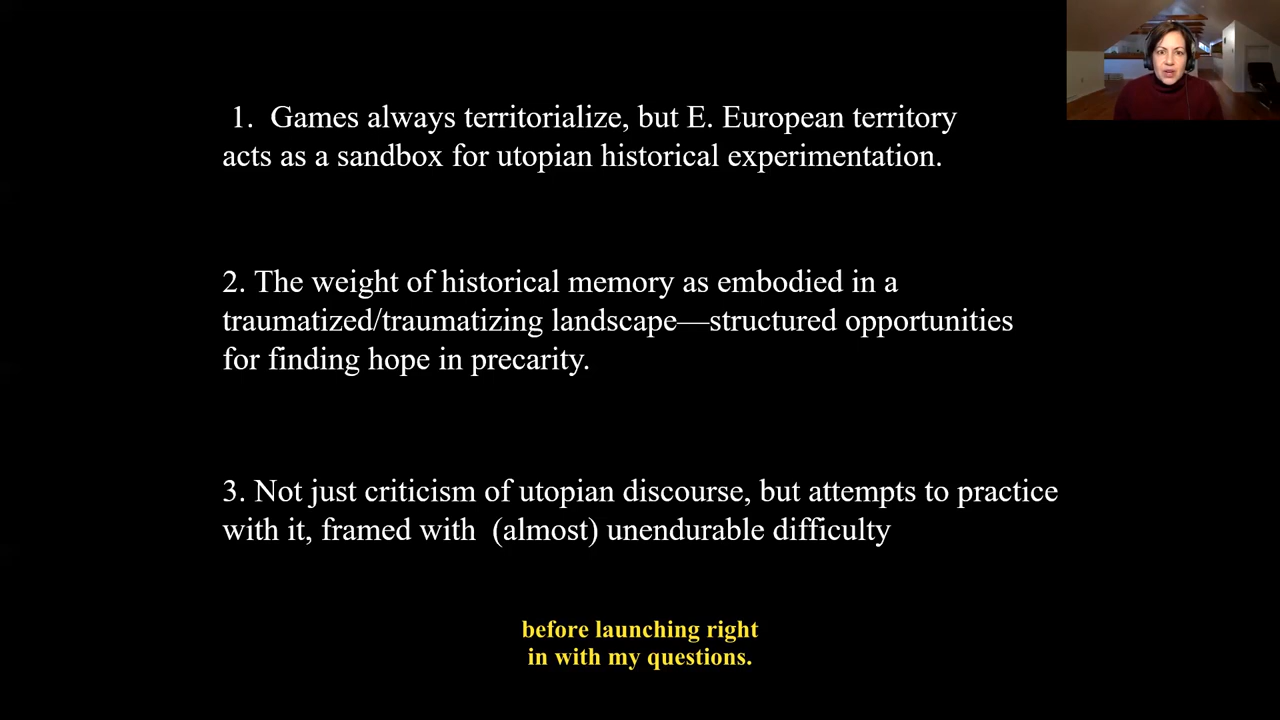 1. Games always territorialize, but E. European territory
acts as a sandbox for utopian historical experimentation.
2. The weight of historical memory as embodied in a
traumatized/traumatizing landscape—structured opportunities
for finding hope in precarity.
3. Not just criticism of utopian discourse, but attempts to practice
with it, framed with (almost) unendurable difficulty
before launching right
in with my questions.